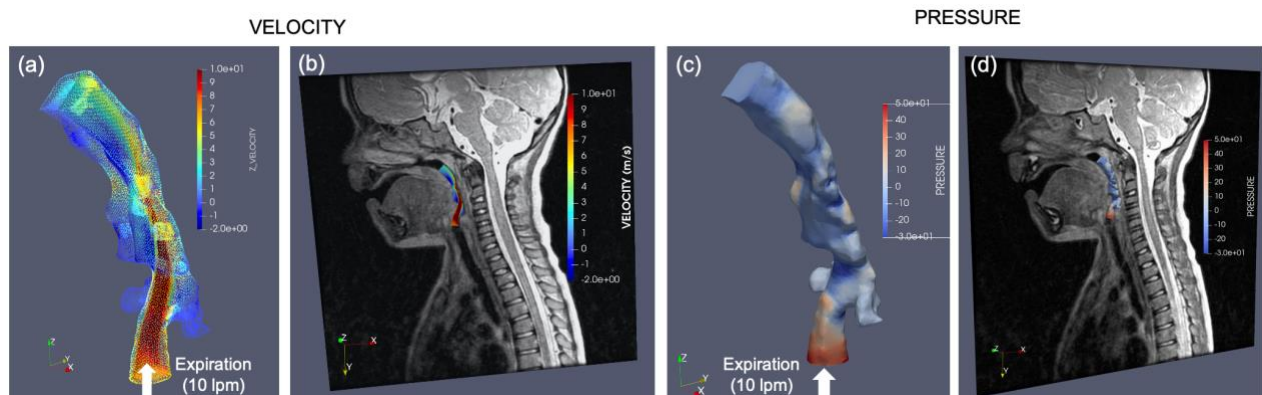 VELOCITY
PRESSURE
(a)
1.0e+01
9
8
7
6
5
4
3
2
1
0
-1
-2.0e+00
Z_VELOCITY
Z
Y
X
Expiration
(10 lpm)
(b)
1.0e+01
9
8
7
6
5
4
3
2
1
0
-2.0e+00
VELOCITY (m/s)
Z
X
Y
(c)
5.0e+01
40
30
20
10
0
-10
-20
-3.0e+01
PRESSURE
Z
Y
X
Expiration
(10 lpm)
(d)
5.0e+01
40
30
20
10
0
-10
-20
-3.0e+01
PRESSURE
Z
X
Y